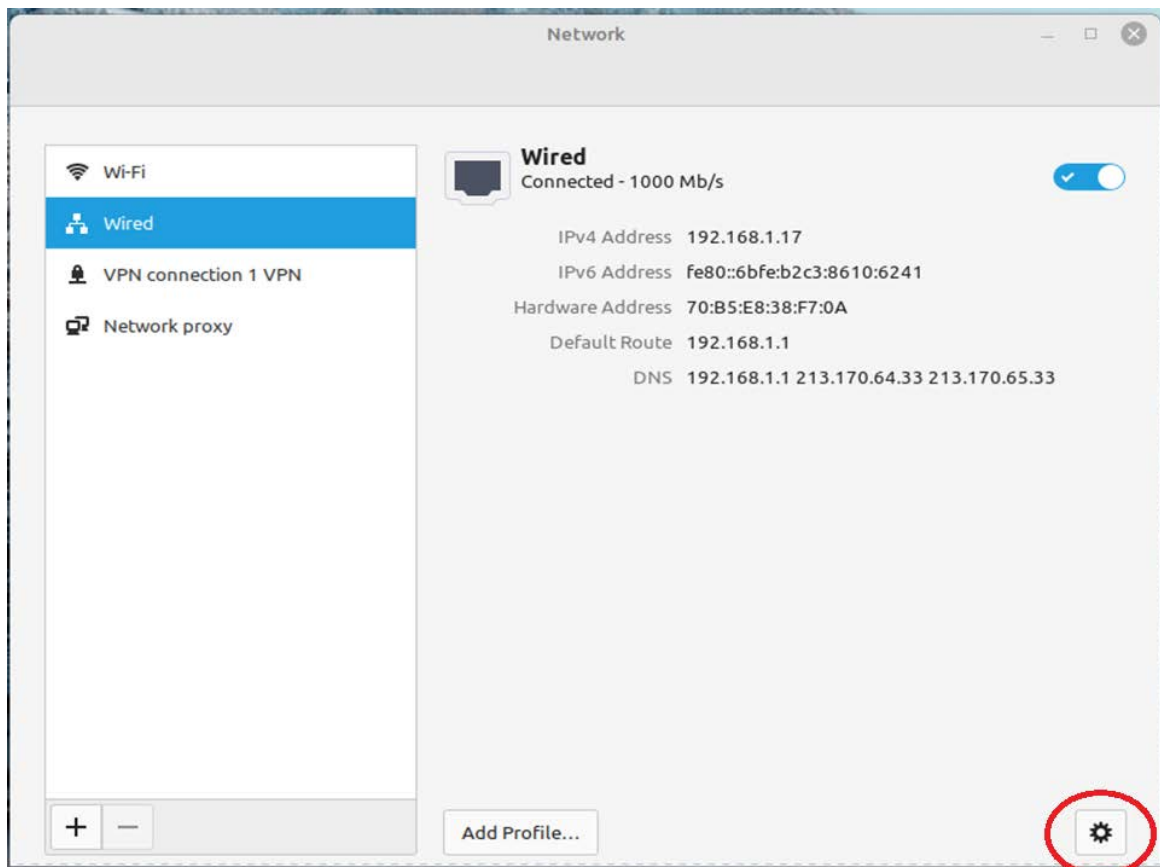 Network
Wi-Fi
Wired
VPN connection 1 VPN
Network proxy
Wired
Connected - 1000 Mb/s
IPv4 Address 192.168.1.17
IPv6 Address fe80::6bfe:b2c3:8610:6241
Hardware Address 70:B5:E8:38:F7:0A
Default Route 192.168.1.1
DNS 192.168.1.1 213.170.64.33 213.170.65.33
Add Profile...